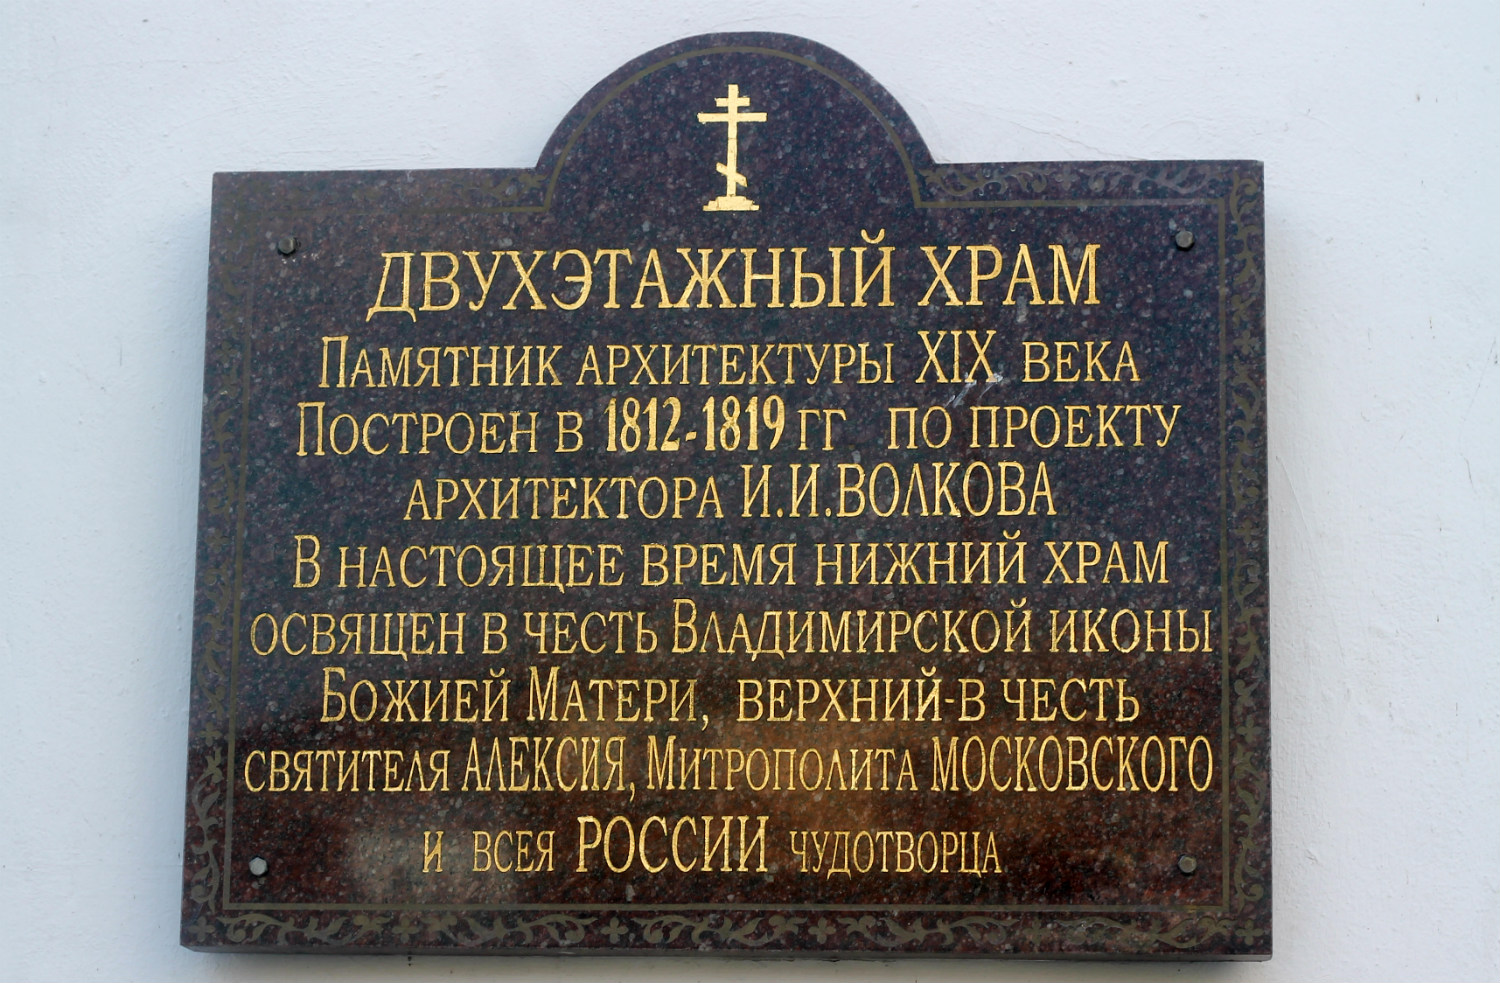 ДВУХЭТАЖНЫЙ ХРАМ
ПАМЯТНИК АРХИТЕКТУРЫ XIX ВЕКА
ПОСТРОЕН В 1812-1819 ГГ ПО ПРОЕКТУ
АРХИТЕКТОРА И.И.ВОЛКОВА
В НАСТОЯЩЕЕ ВРЕМЯ НИЖНИЙ ХРАМ
ОСВЯЩЕН В ЧЕСТЬ ВЛАДИМИРСКОЙ ИКОНЫ
БОЖИЕЙ МАТЕРИ, ВЕРХНИЙ-В ЧЕСТЬ
СВЯТИТЕЛЯ АЛЕКСИЯ, МИТРОПОЛИТА МОСКОВСКОГО
И ВСЕЯ РОССИИ ЧУДОТВОРЦА